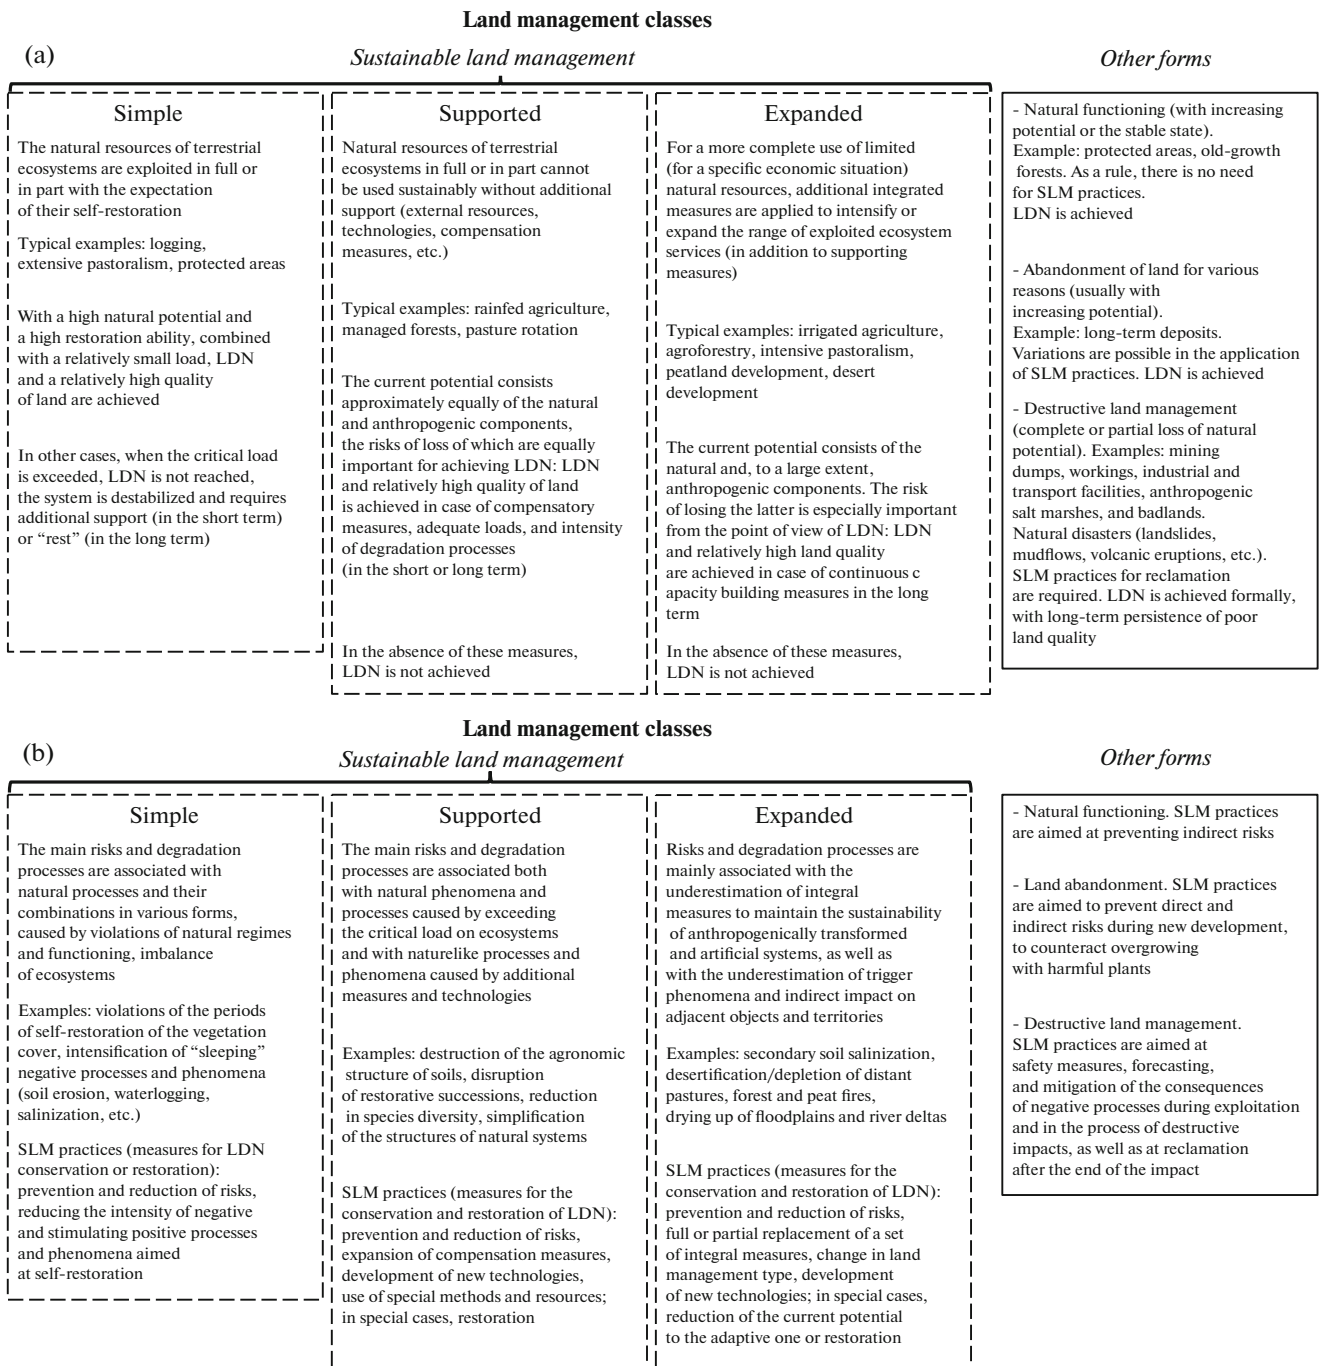 Land management classes
(a)
Sustainable land management
Other forms
Simple
The natural resources of terrestrial
ecosystems are exploited in full or
in part with the expectation
of their self-restoration
Typical examples: logging,
extensive pastoralism, protected areas
With a high natural potential and
a high restoration ability, combined
with a relatively small load, LDN
and a relatively high quality
of land are achieved
In other cases, when the critical load
is exceeded, LDN is not reached,
the system is destabilized and requires
additional support (in the short term)
or “rest” (in the long term)
Supported
Natural resources of terrestrial
ecosystems in full or in part cannot
be used sustainably without additional
support (external resources,
technologies, compensation
measures, etc.)
Typical examples: rainfed agriculture,
managed forests, pasture rotation
The current potential consists
approximately equally of the natural
and anthropogenic components,
the risks of loss of which are equally
important for achieving LDN: LDN
and relatively high quality of land
is achieved in case of compensatory
measures, adequate loads, and intensity
of degradation processes
(in the short or long term)
In the absence of these measures,
LDN is not achieved
Expanded
For a more complete use of limited
(for a specific economic situation)
natural resources, additional integrated
measures are applied to intensify or
expand the range of exploited ecosystem
services (in addition to supporting
measures)
Typical examples: irrigated agriculture,
agroforestry, intensive pastoralism,
peatland development, desert
development
The current potential consists of the
natural and, to a large extent,
anthropogenic components. The risk
of losing the latter is especially important
from the point of view of LDN: LDN
and relatively high land quality
are achieved in case of continuous c
apacity building measures in the long
term
In the absence of these measures,
LDN is not achieved
- Natural functioning (with increasing
potential or the stable state).
Example: protected areas, old-growth
forests. As a rule, there is no need
for SLM practices.
LDN is achieved
- Abandonment of land for various
reasons (usually with
increasing potential).
Example: long-term deposits.
Variations are possible in the application
of SLM practices. LDN is achieved
- Destructive land management
(complete or partial loss of natural
potential). Examples: mining
dumps, workings, industrial and
transport facilities, anthropogenic
salt marshes, and badlands.
Natural disasters (landslides,
mudflows, volcanic eruptions, etc.).
SLM practices for reclamation
are required. LDN is achieved formally,
with long-term persistence of poor
land quality
Land management classes
(b)
Sustainable land management
Other forms
Simple
The main risks and degradation
processes are associated with
natural processes and their
combinations in various forms,
caused by violations of natural regimes
and functioning, imbalance
of ecosystems
Examples: violations of the periods
of self-restoration of the vegetation
cover, intensification of “sleeping”
negative processes and phenomena
(soil erosion, waterlogging,
salinization, etc.)
SLM practices (measures for LDN
conservation or restoration):
prevention and reduction of risks,
reducing the intensity of negative
and stimulating positive processes
and phenomena aimed
at self-restoration
Supported
The main risks and degradation
processes are associated both
with natural phenomena and
processes caused by exceeding
the critical load on ecosystems
and with naturelike processes and
phenomena caused by additional
measures and technologies
Examples: destruction of the agronomic
structure of soils, disruption
of restorative successions, reduction
in species diversity, simplification
of the structures of natural systems
SLM practices (measures for the
conservation and restoration of LDN):
prevention and reduction of risks,
expansion of compensation measures,
development of new technologies,
use of special methods and resources;
in special cases, restoration
Expanded
Risks and degradation processes are
mainly associated with the
underestimation of integral
measures to maintain the sustainability
of anthropogenically transformed
and artificial systems, as well as
with the underestimation of trigger
phenomena and indirect impact on
adjacent objects and territories
Examples: secondary soil salinization,
desertification/depletion of distant
pastures, forest and peat fires,
drying up of floodplains and river deltas
SLM practices (measures for the
conservation and restoration of LDN):
prevention and reduction of risks,
full or partial replacement of a set
of integral measures, change in land
management type, development
of new technologies; in special cases,
reduction of the current potential
to the adaptive one or restoration
- Natural functioning. SLM practices
are aimed at preventing indirect risks
- Land abandonment. SLM practices
are aimed to prevent direct and
indirect risks during new development,
to counteract overgrowing
with harmful plants
- Destructive land management.
SLM practices are aimed at
safety measures, forecasting,
and mitigation of the consequences
of negative processes during exploitation
and in the process of destructive
impacts, as well as at reclamation
after the end of the impact